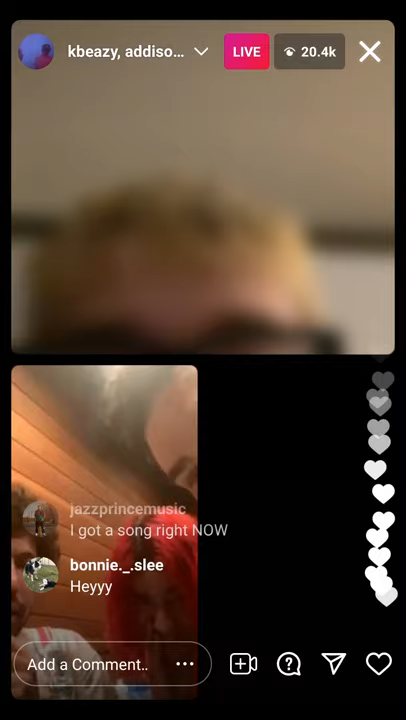 kbeazy, addiso...
LIVE
20.4k
jazzprincemusic
I got a song right NOW
bonnie._.slee
Heyyy
Add a Comment..